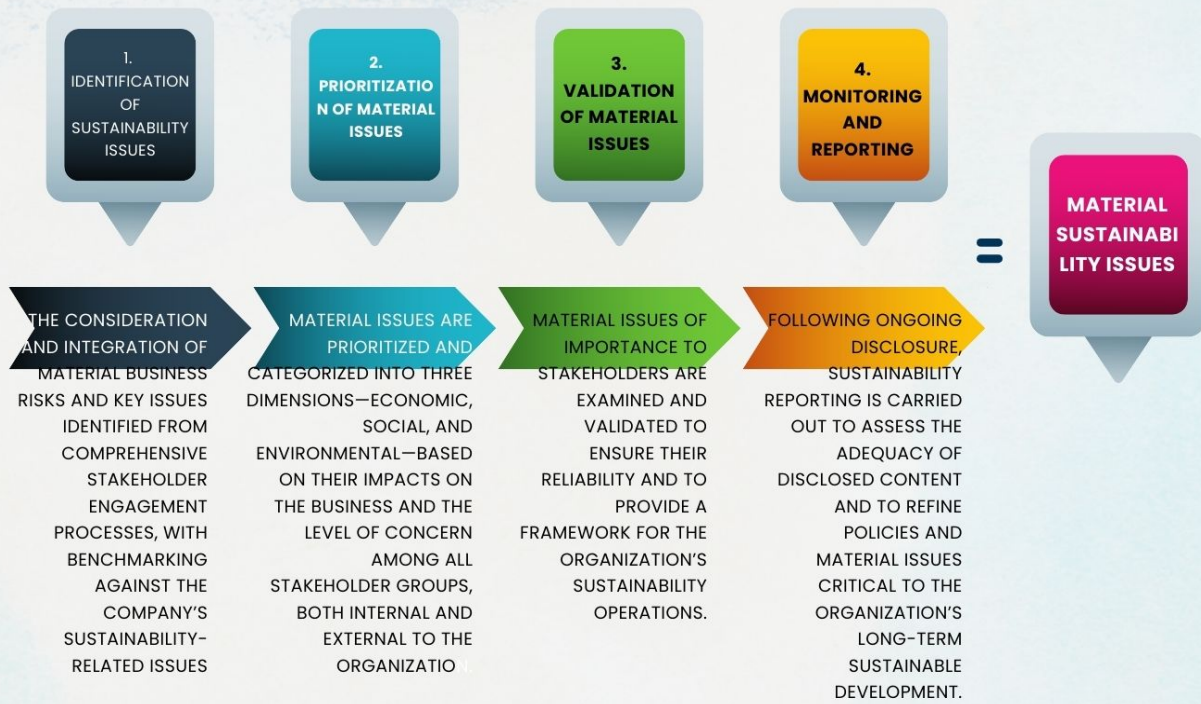 1.
IDENTIFICATION
OF
SUSTAINABILITY
ISSUES
2.
PRIORITIZATIO
N OF MATERIAL
ISSUES
3.
VALIDATION
OF MATERIAL
ISSUES
4.
MONITORING
AND
REPORTING
=
MATERIAL
SUSTAINABI
LITY ISSUES
THE CONSIDERATION
AND INTEGRATION OF
MATERIAL BUSINESS
RISKS AND KEY ISSUES
IDENTIFIED FROM
COMPREHENSIVE
STAKEHOLDER
ENGAGEMENT
PROCESSES, WITH
BENCHMARKING
AGAINST THE
COMPANY'S
SUSTAINABILITY-
RELATED ISSUES
MATERIAL ISSUES ARE
PRIORITIZED AND
CATEGORIZED INTO THREE
DIMENSIONS—ECONOMIC,
SOCIAL, AND
ENVIRONMENTAL—BASED
ON THEIR IMPACTS ON
THE BUSINESS AND THE
LEVEL OF CONCERN
AMONG ALL
STAKEHOLDER GROUPS,
BOTH INTERNAL AND
EXTERNAL TO THE
ORGANIZATION
MATERIAL ISSUES OF
IMPORTANCE TO
STAKEHOLDERS ARE
EXAMINED AND
VALIDATED TO
ENSURE THEIR
RELIABILITY AND TO
PROVIDE A
FRAMEWORK FOR THE
ORGANIZATION'S
SUSTAINABILITY
OPERATIONS.
FOLLOWING ONGOING
DISCLOSURE,
SUSTAINABILITY
REPORTING IS CARRIED
OUT TO ASSESS THE
ADEQUACY OF
DISCLOSED CONTENT
AND TO REFINE
POLICIES AND
MATERIAL ISSUES
CRITICAL TO THE
ORGANIZATION'S
LONG-TERM
SUSTAINABLE
DEVELOPMENT.